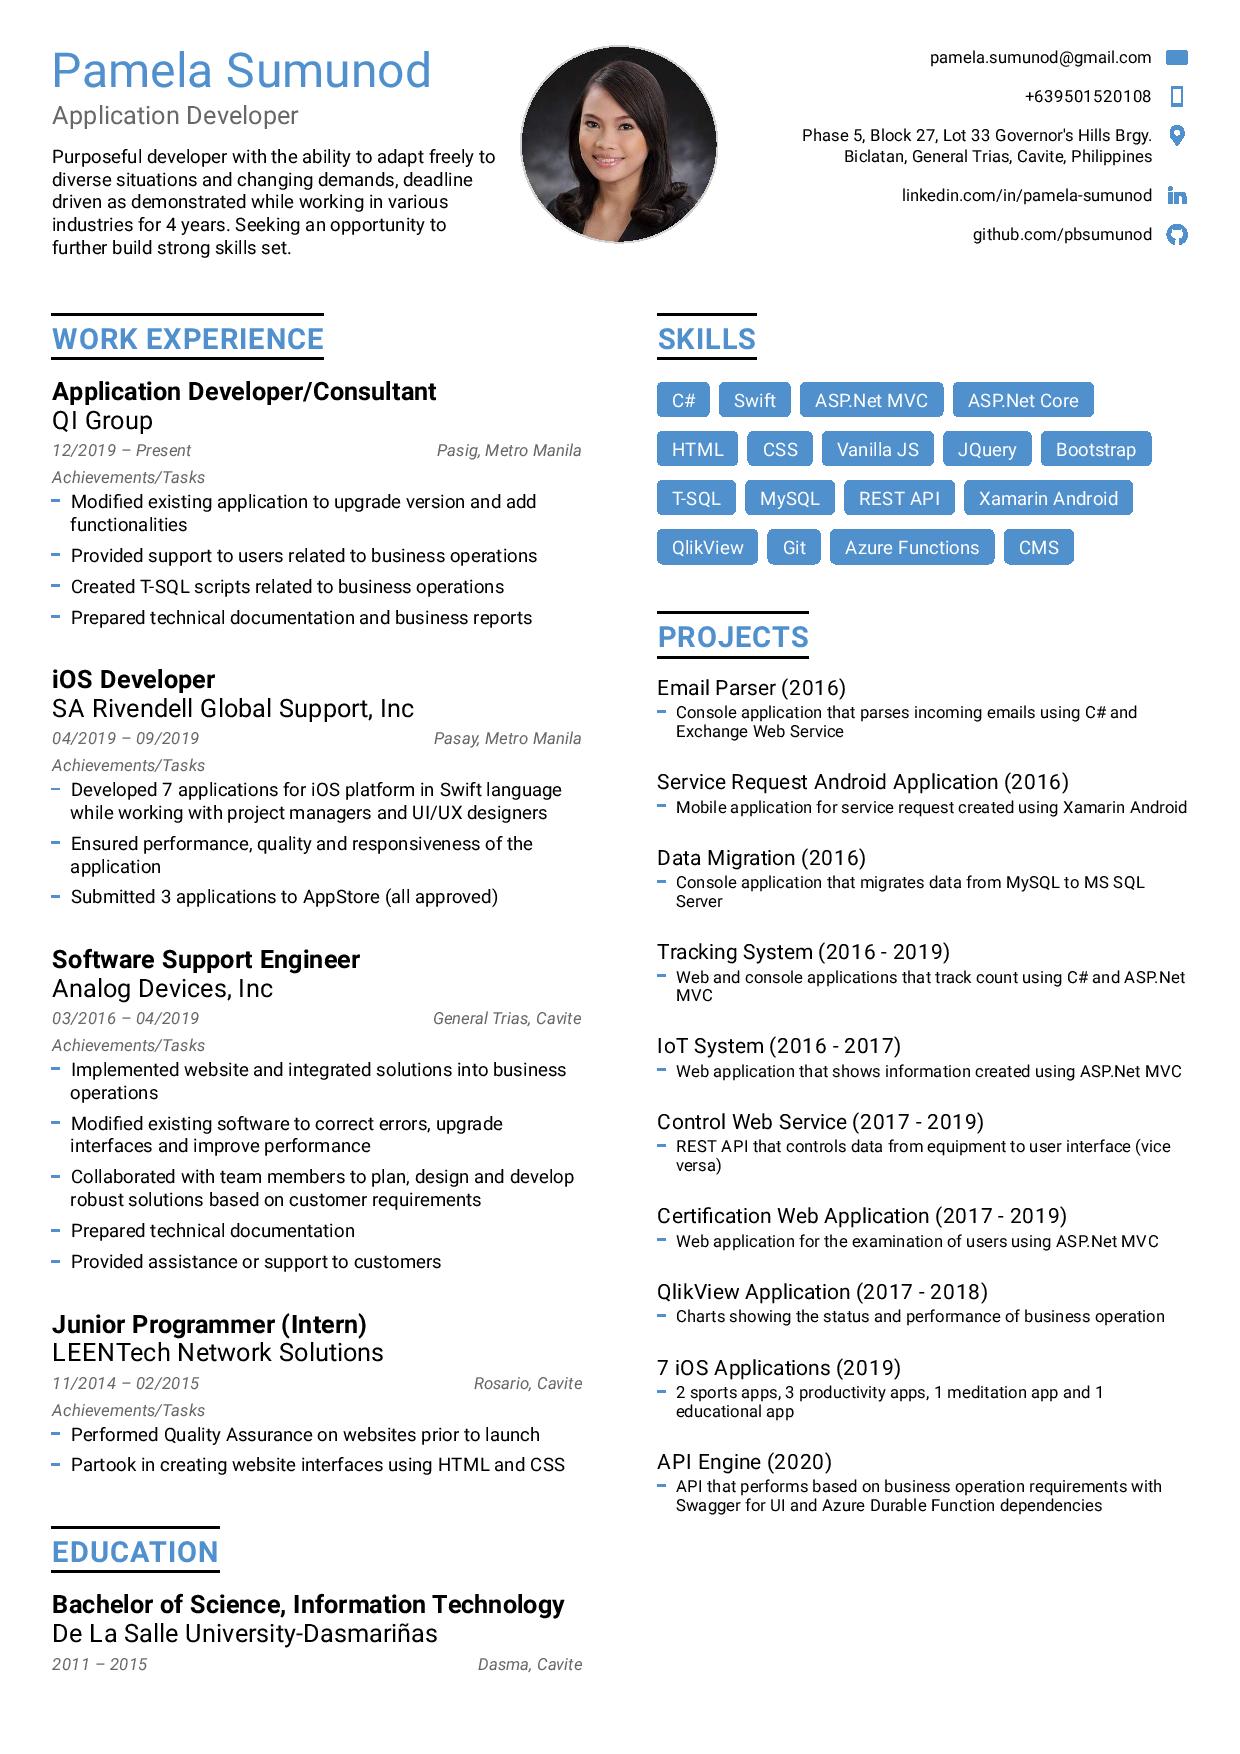 Pamela Sumunod
Application Developer
Purposeful developer with the ability to adapt freely to
diverse situations and changing demands, deadline
driven as demonstrated while working in various
industries for 4 years. Seeking an opportunity to
further build strong skills set.
pamela.sumunod@gmail.com
+639501520108
Phase 5, Block 27, Lot 33 Governor's Hills Brgy.
Biclatan, General Trias, Cavite, Philippines
linkedin.com/in/pamela-sumunod
github.com/pbsumunod
WORK EXPERIENCE
Application Developer/Consultant
QI Group
12/2019 – Present Pasig, Metro Manila
Achievements/Tasks
Modified existing application to upgrade version and add
functionalities
Provided support to users related to business operations
Created T-SQL scripts related to business operations
Prepared technical documentation and business reports
iOS Developer
SA Rivendell Global Support, Inc
04/2019 – 09/2019 Pasay, Metro Manila
Achievements/Tasks
Developed 7 applications for iOS platform in Swift language
while working with project managers and UI/UX designers
Ensured performance, quality and responsiveness of the
application
Submitted 3 applications to AppStore (all approved)
Software Support Engineer
Analog Devices, Inc
03/2016 – 04/2019 General Trias, Cavite
Achievements/Tasks
Implemented website and integrated solutions into business
operations
Modified existing software to correct errors, upgrade
interfaces and improve performance
Collaborated with team members to plan, design and develop
robust solutions based on customer requirements
Prepared technical documentation
Provided assistance or support to customers
Junior Programmer (Intern)
LEENTech Network Solutions
11/2014 – 02/2015 Rosario, Cavite
Achievements/Tasks
Performed Quality Assurance on websites prior to launch
Partook in creating website interfaces using HTML and CSS
EDUCATION
Bachelor of Science, Information Technology
De La Salle University-Dasmariñas
2011 – 2015 Dasma, Cavite
SKILLS
C# Swift ASP.Net MVC ASP.Net Core
HTML CSS Vanilla JS JQuery Bootstrap
T-SQL MySQL REST API Xamarin Android
QlikView Git Azure Functions CMS
PROJECTS
Email Parser (2016)
Console application that parses incoming emails using C# and
Exchange Web Service
Service Request Android Application (2016)
Mobile application for service request created using Xamarin Android
Data Migration (2016)
Console application that migrates data from MySQL to MS SQL
Server
Tracking System (2016 - 2019)
Web and console applications that track count using C# and ASP.Net
MVC
IoT System (2016 - 2017)
Web application that shows information created using ASP.Net MVC
Control Web Service (2017 - 2019)
REST API that controls data from equipment to user interface (vice
versa)
Certification Web Application (2017 - 2019)
Web application for the examination of users using ASP.Net MVC
QlikView Application (2017 - 2018)
Charts showing the status and performance of business operation
7 iOS Applications (2019)
2 sports apps, 3 productivity apps, 1 meditation app and 1
educational app
API Engine (2020)
API that performs based on business operation requirements with
Swagger for UI and Azure Durable Function dependencies